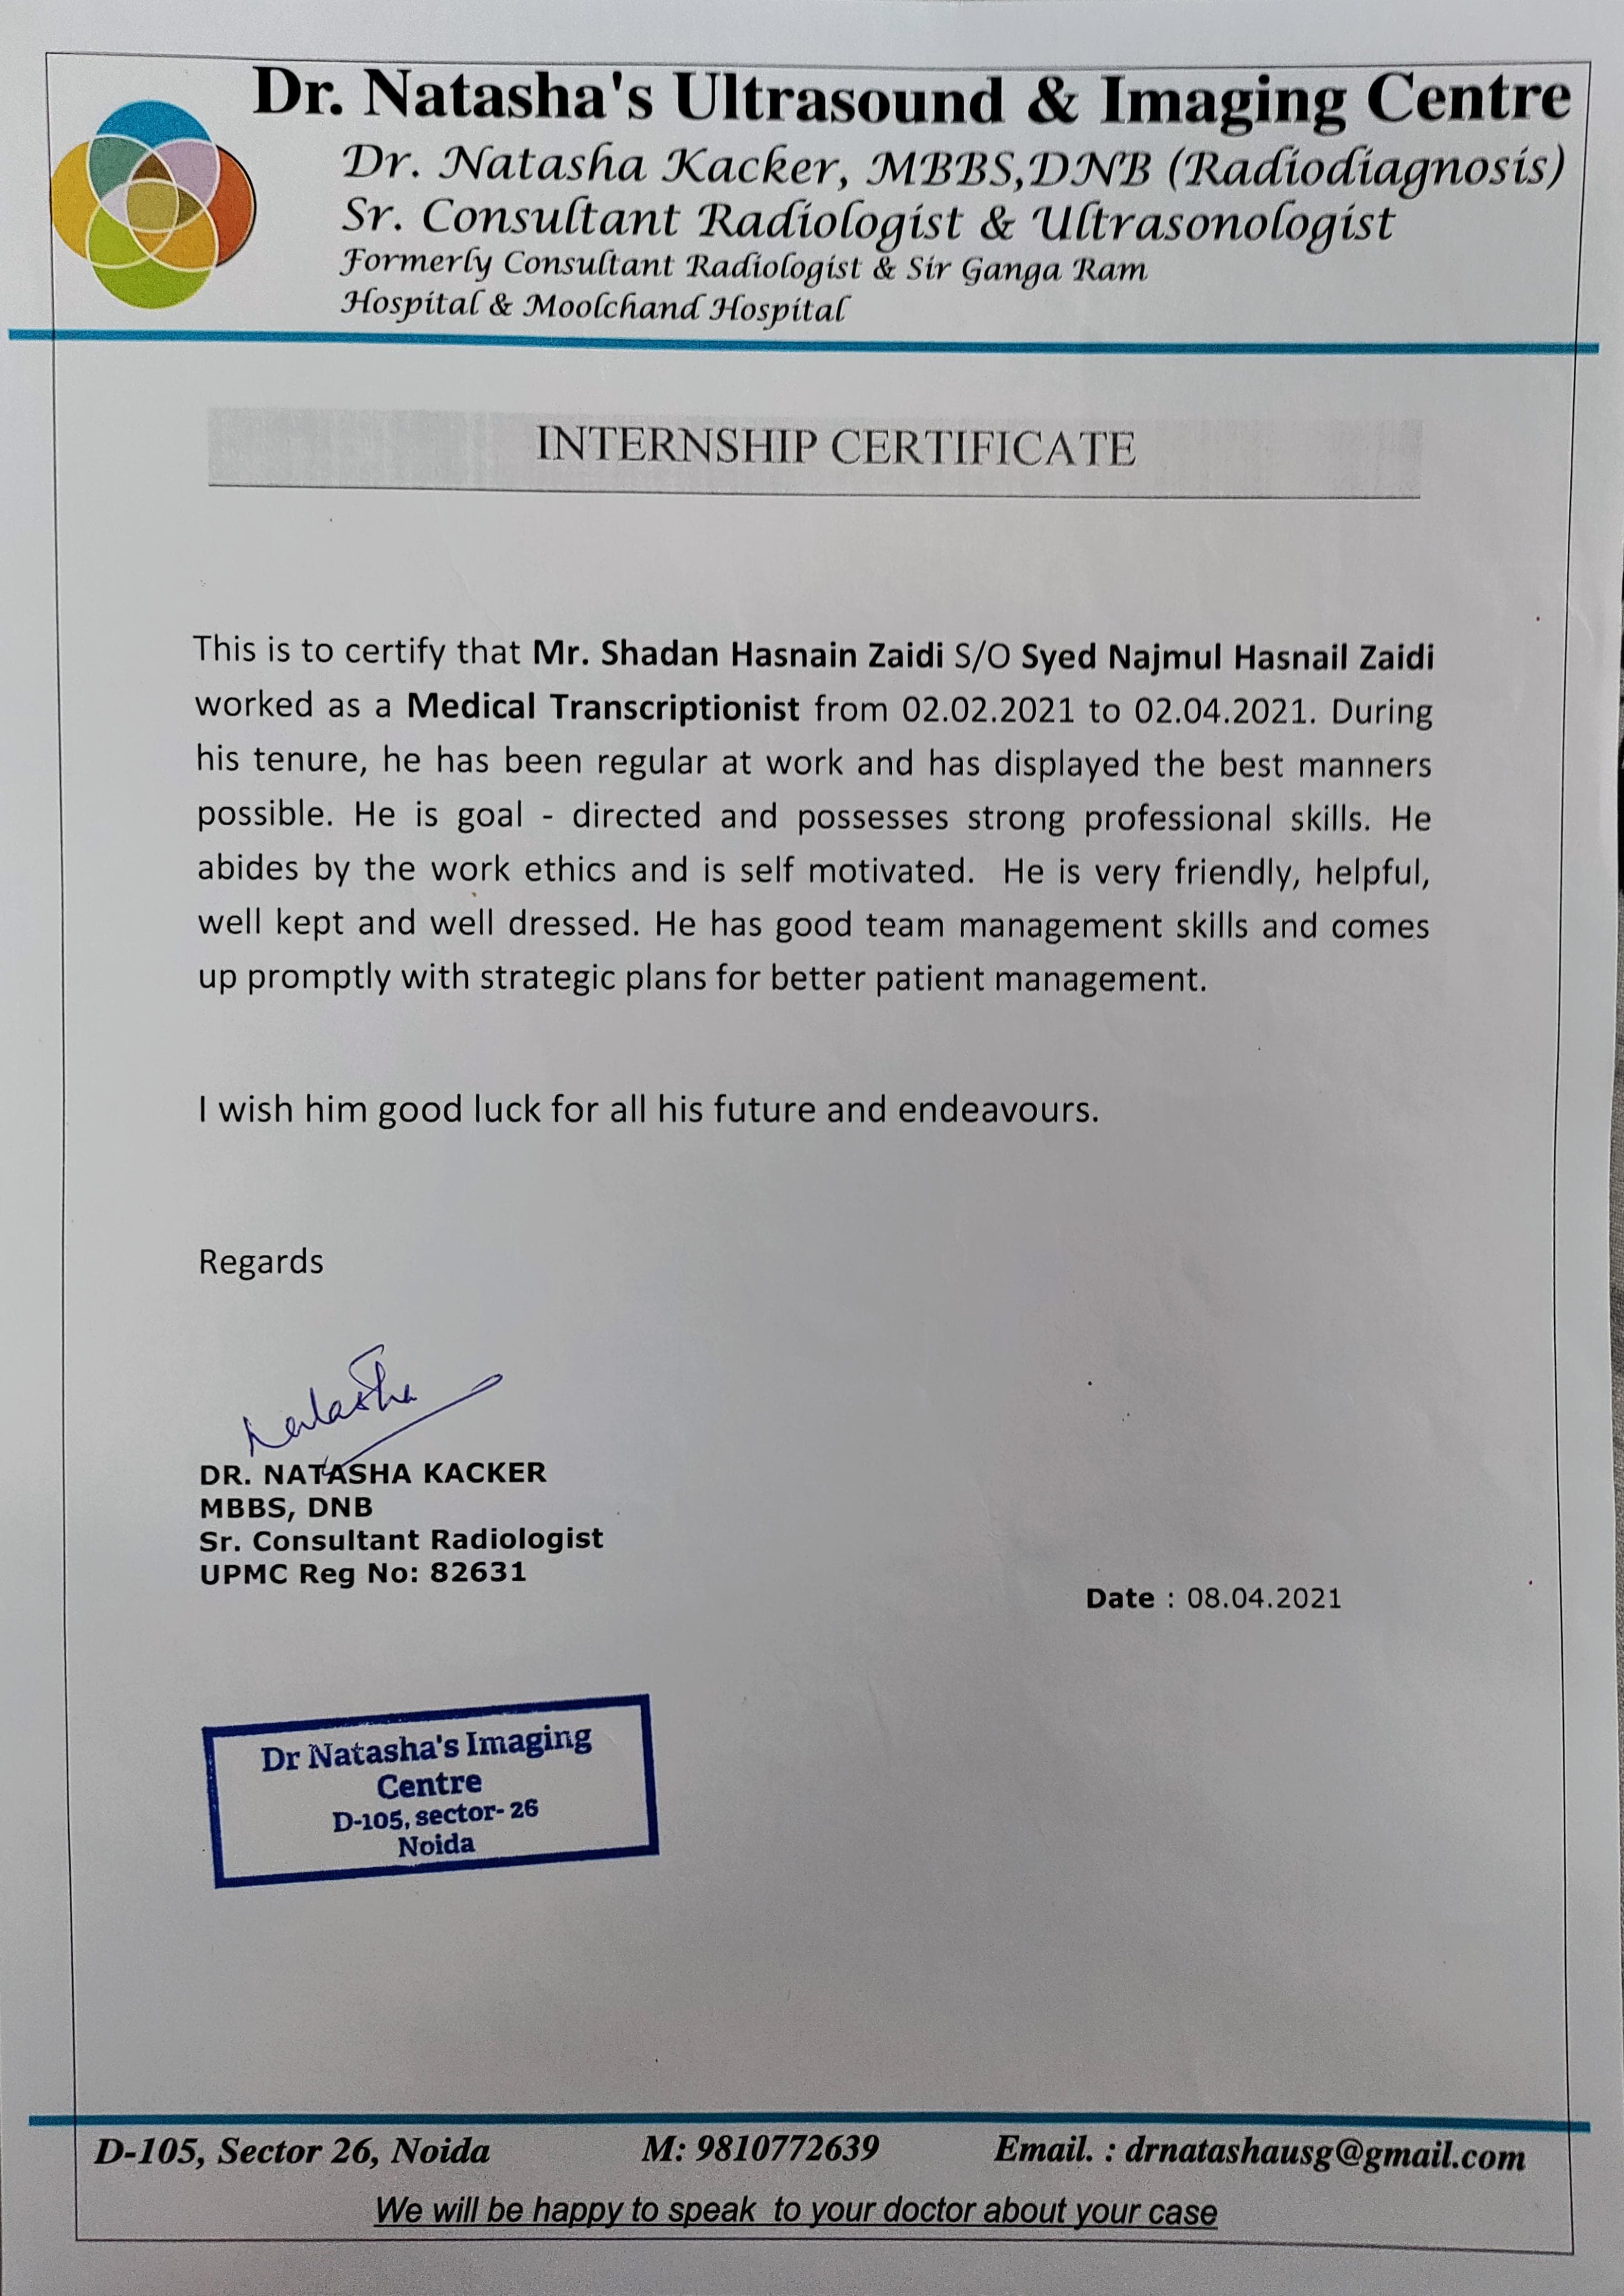 Dr. Natasha's Ultrasound & Imaging Centre
Dr. Natasha Kacker, MBBS,DNB (Radiodiagnosis)
Sr. Consultant Radiologist & Ultrasonologist
Formerly Consultant Radiologist & Sir Ganga Ram
Hospital & Moolchand Hospital
INTERNSHIP CERTIFICATE
This is to certify that Mr. Shadan Hasnain Zaidi S/O Syed Najmul Hasnail Zaidi
worked as a Medical Transcriptionist from 02.02.2021 to 02.04.2021. During
his tenure, he has been regular at work and has displayed the best manners
possible. He is goal - directed and possesses strong professional skills. He
abides by the work ethics and is self motivated.  He is very friendly, helpful,
well kept and well dressed. He has good team management skills and comes
up promptly with strategic plans for better patient management.
I wish him good luck for all his future and endeavours.
Regards
Natasha
DR. NATASHA KACKER
MBBS, DNB
Sr. Consultant Radiologist
UPMC Reg No: 82631
Date : 08.04.2021
Dr Natasha's Imaging
Centre
D-105, sector- 26
Noida
D-105, Sector 26, Noida M: 9810772639 Email. : drnatashausg@gmail.com
We will be happy to speak  to your doctor about your case